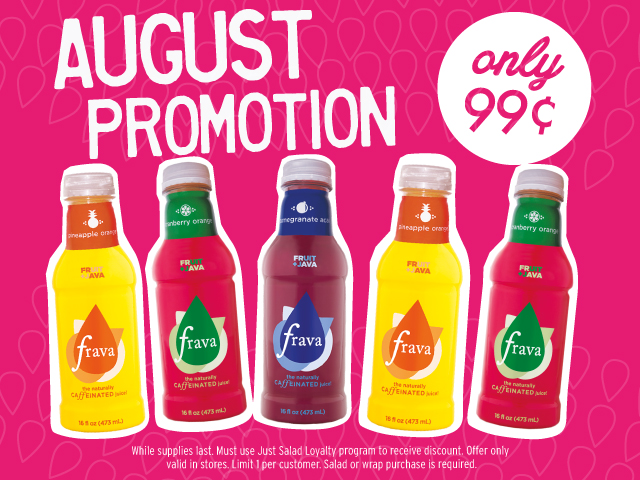 AUGUST
PROMOTION
only
99¢
pineapple orange
FRUIT
+JAVA
frava
the naturally
CAffEINATED juice!
16 fl oz (473 mL)
cranberry orange
FRUIT
+JAVA
frava
the naturally
CAffEINATED juice!
16 fl oz (473 mL)
pomegranate acai
FRUIT
+JAVA
frava
the naturally
CAffEINATED juice!
16 fl oz (473 mL)
pineapple orange
FRUIT
+JAVA
frava
the naturally
CAffEINATED juice!
16 fl oz (473 mL)
cranberry orange
FRUIT
+JAVA
frava
the naturally
CAffEINATED juice!
16 fl oz (473 mL)
While supplies last. Must use Just Salad Loyalty program to receive discount. Offer only
valid in stores. Limit 1 per customer. Salad or wrap purchase is required.